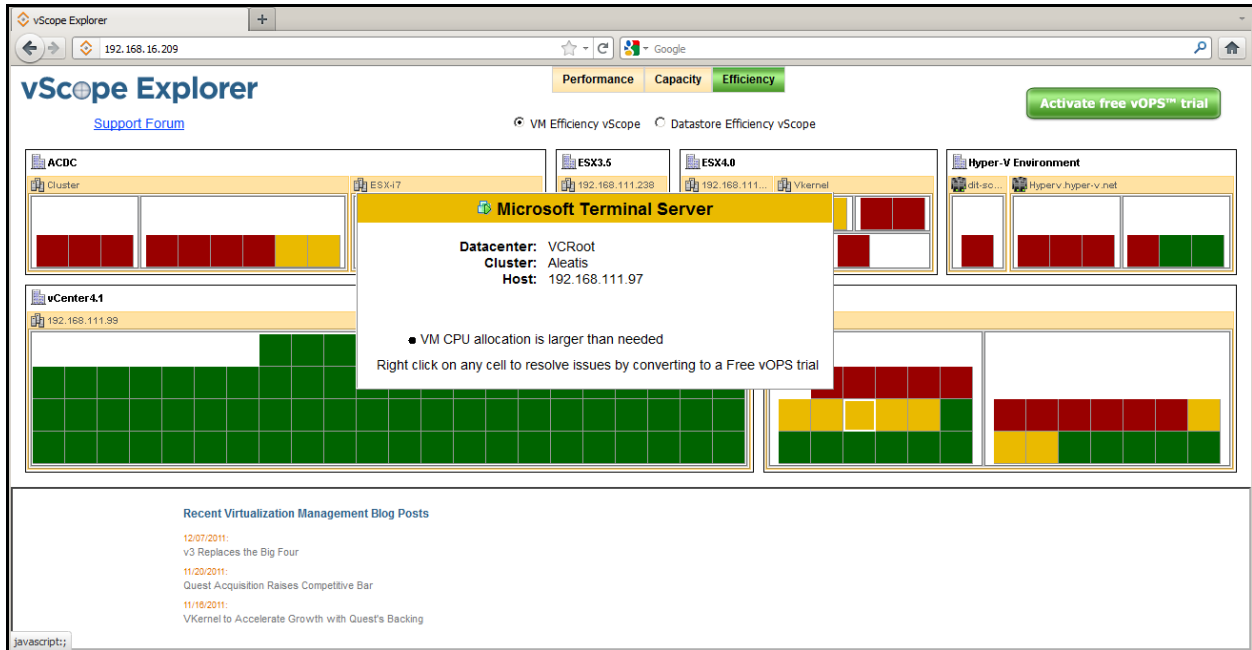 vScope Explorer
192.168.16.209
Google
vScope Explorer
Support Forum
Performance Capacity Efficiency
Activate free vOPS™ trial
VM Efficiency vScope Datastore Efficiency vScope
ACDC
Cluster
ESX-i7
ESX3.5
192.168.111.238
ESX4.0
192.168.111...
Vkernel
Hyper-V Environment
dit-so...
Hyperv.hyper-v.net
Microsoft Terminal Server
Datacenter: VCRoot
Cluster: Aleatis
Host: 192.168.111.97
VM CPU allocation is larger than needed
Right click on any cell to resolve issues by converting to a Free vOPS trial
vCenter4.1
192.168.111.99
Recent Virtualization Management Blog Posts
12/07/2011:
v3 Replaces the Big Four
11/20/2011:
Quest Acquisition Raises Competitive Bar
11/16/2011:
VKernel to Accelerate Growth with Quest's Backing
javascript:;